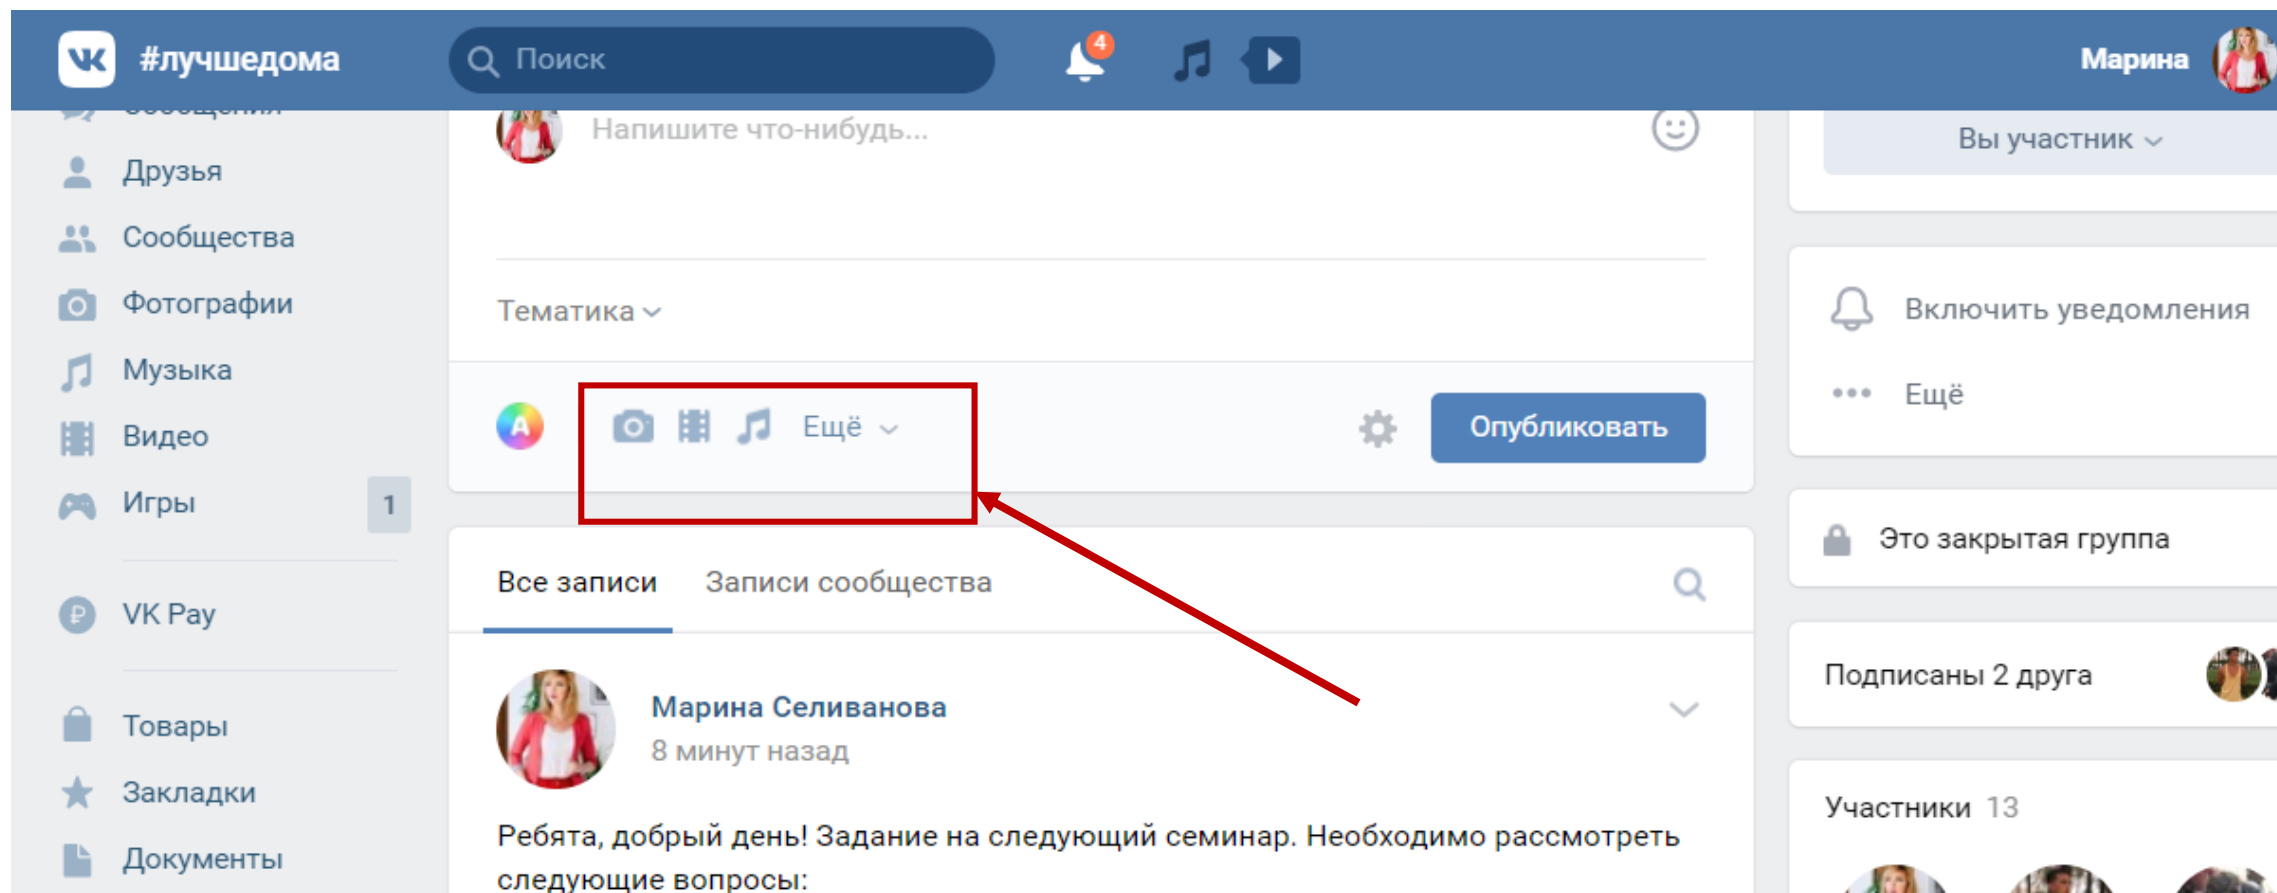 #лучшедома
Поиск
4
Марина
Сообщения
Друзья
Сообщества
Фотографии
Музыка
Видео
Игры 1
VK Pay
Товары
Закладки
Документы
Напишите что-нибудь...
Тематика
А
Ещё
Опубликовать
Все записи Записи сообщества
Марина Селиванова
8 минут назад
Ребята, добрый день! Задание на следующий семинар. Необходимо рассмотреть
следующие вопросы:
Вы участник
Включить уведомления
Ещё
Это закрытая группа
Подписаны 2 друга
Участники 13